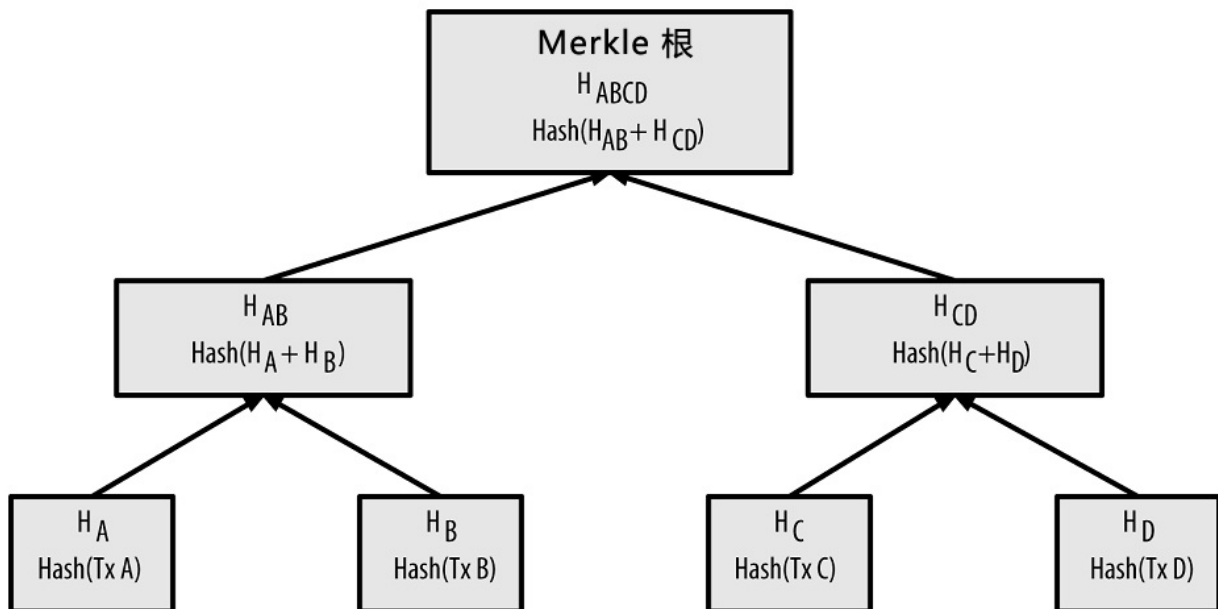 Merkle 根
H ABCD
Hash(H AB + H CD)
H AB
Hash(H A + H B)
H CD
Hash(H C+H D)
H A
Hash(Tx A)
H B
Hash(Tx B)
H C
Hash(Tx C)
H D
Hash(Tx D)